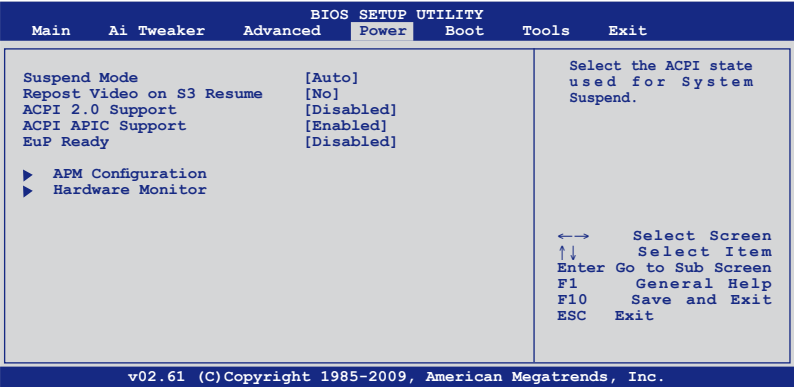 BIOS SETUP UTILITY
Main Ai Tweaker Advanced Power Boot Tools Exit
Suspend Mode [Auto]
Repost Video on S3 Resume [No]
ACPI 2.0 Support [Disabled]
ACPI APIC Support [Enabled]
EuP Ready [Disabled]
▶ APM Configuration
▶ Hardware Monitor
Select the ACPI state
used for System
Suspend.
←→ Select Screen
↑↓ Select Item
Enter Go to Sub Screen
F1 General Help
F10 Save and Exit
ESC Exit
v02.61 (C)Copyright 1985-2009, American Megatrends, Inc.